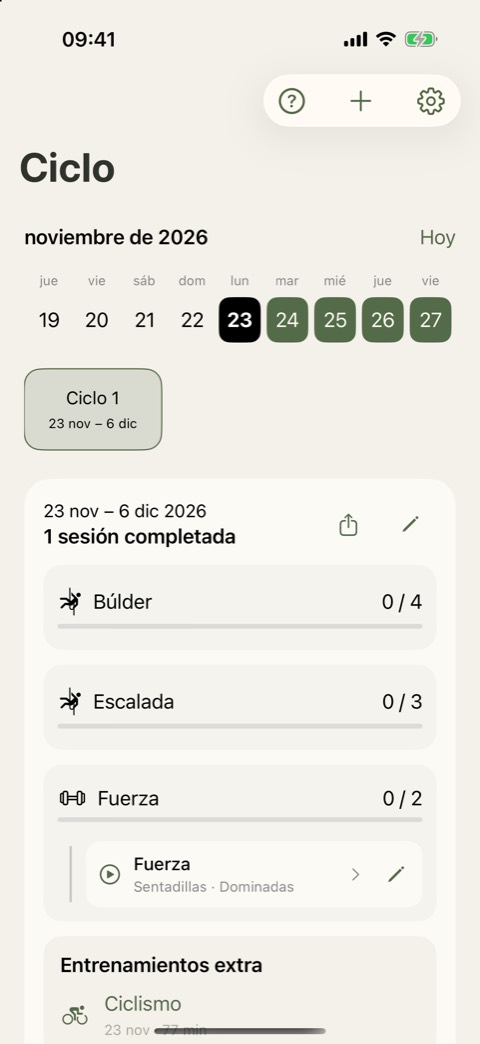 09:41
Ciclo
noviembre de 2026
Hoy
jue vie sáb dom lun mar mié jue vie
19 20 21 22 23 24 25 26 27
Ciclo 1
23 nov – 6 dic
23 nov – 6 dic 2026
1 sesión completada
Búlder 0 / 4
Escalada 0 / 3
Fuerza 0 / 2
Fuerza
Sentadillas · Dominadas
Entrenamientos extra
Ciclismo
23 nov · 77 min